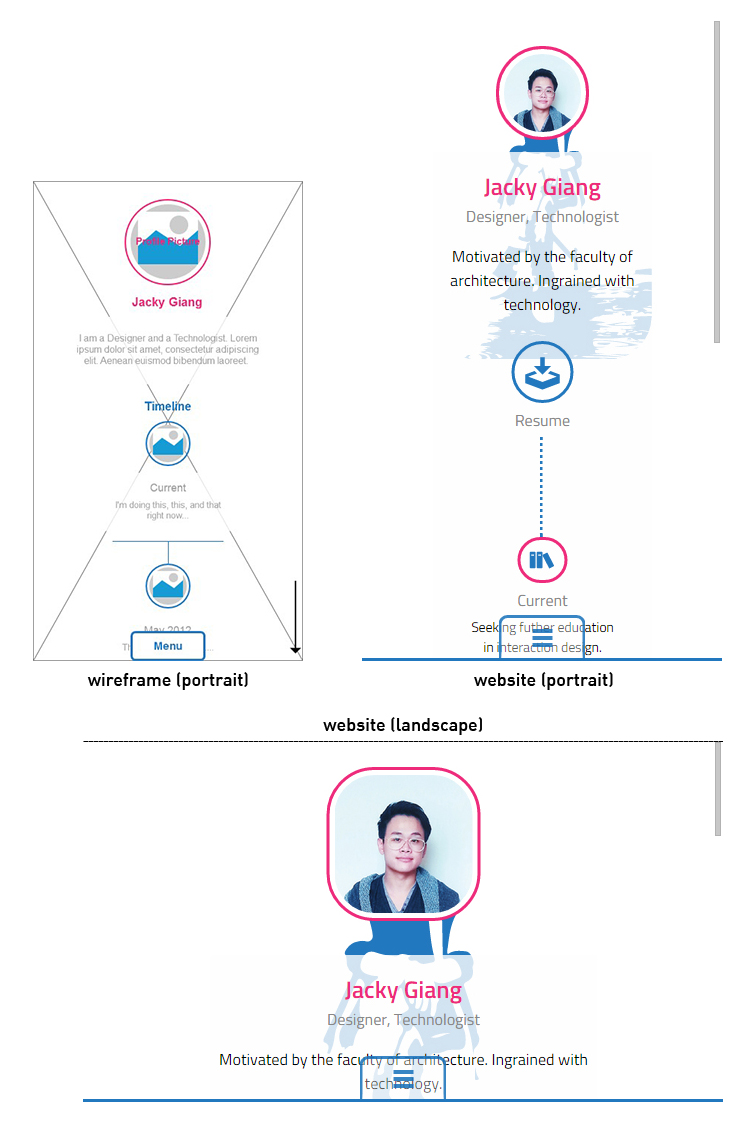 Profile Picture
Jacky Giang
I am a Designer and a Technologist. Lorem
ipsum dolor sit amet, consectetur adipiscing
elit. Aenean euismod bibendum laoreet.
Timeline
Current
I'm doing this, this, and that
right now...
May 2012
Th
...
Menu
wireframe (portrait)
Jacky Giang
Designer, Technologist
Motivated by the faculty of
architecture. Ingrained with
technology.
Resume
Current
Seeking futher education
in interaction design.
website (portrait)
website (landscape)
Jacky Giang
Designer, Technologist
Motivated by the faculty of architecture. Ingrained with
technology.